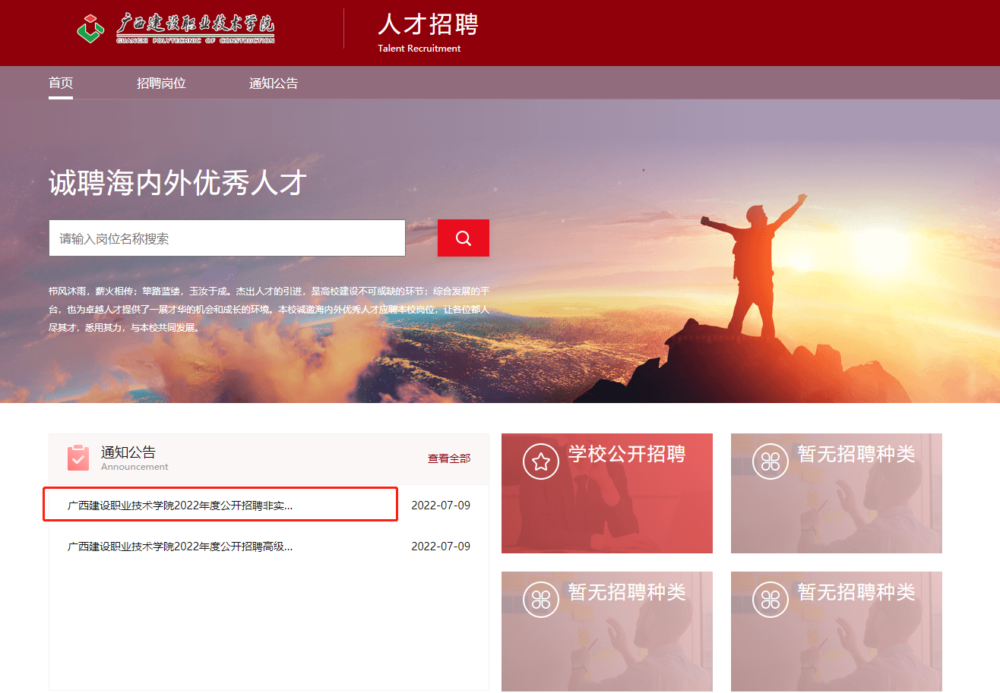 广西建设职业技术学院
GUANGXI POLYTECHNIC OF CONSTRUCTION
人才招聘
Talent Recruitment
首页 招聘岗位 通知公告
诚聘海内外优秀人才
请输入岗位名称搜索
栉风沐雨，薪火相传；筚路蓝缕，玉汝于成。杰出人才的引进，是高校建设不可或缺的环节；综合发展的平
台，也为卓越人才提供了一展才华的机会和成长的环境。本校诚邀海内外优秀人才应聘本校岗位，让各位都人
尽其才，悉用其力，与本校共同发展。
通知公告
Announcement
查看全部
广西建设职业技术学院2022年度公开招聘非实... 2022-07-09
广西建设职业技术学院2022年度公开招聘高级... 2022-07-09
学校公开招聘
暂无招聘种类
暂无招聘种类
暂无招聘种类